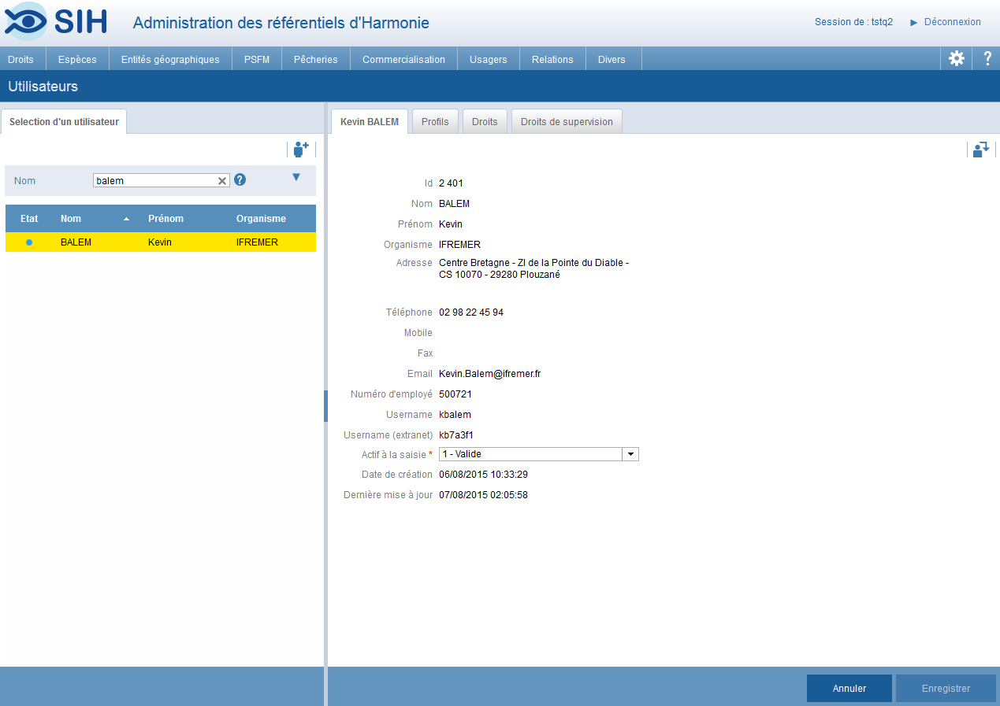 SIH
Administration des référentiels d'Harmonie
Session de : tstq2 ► Déconnexion
Droits Espèces Entités géographiques PSFM Pêcheries Commercialisation Usagers Relations Divers ?
Utilisateurs
Selection d'un utilisateur
Nom balem ?
Etat Nom Prénom Organisme
BALEM Kevin IFREMER
Kevin BALEM Profils Droits Droits de supervision
Id 2 401
Nom BALEM
Prénom Kevin
Organisme IFREMER
Adresse Centre Bretagne - ZI de la Pointe du Diable -
CS 10070 - 29280 Plouzané
Téléphone 02 98 22 45 94
Mobile
Fax
Email Kevin.Balem@ifremer.fr
Numéro d'employé 500721
Username kbalem
Username (extranet) kb7a3f1
Actif à la saisie * 1 - Valide
Date de création 06/08/2015 10:33:29
Dernière mise à jour 07/08/2015 02:05:58
Annuler Enregistrer